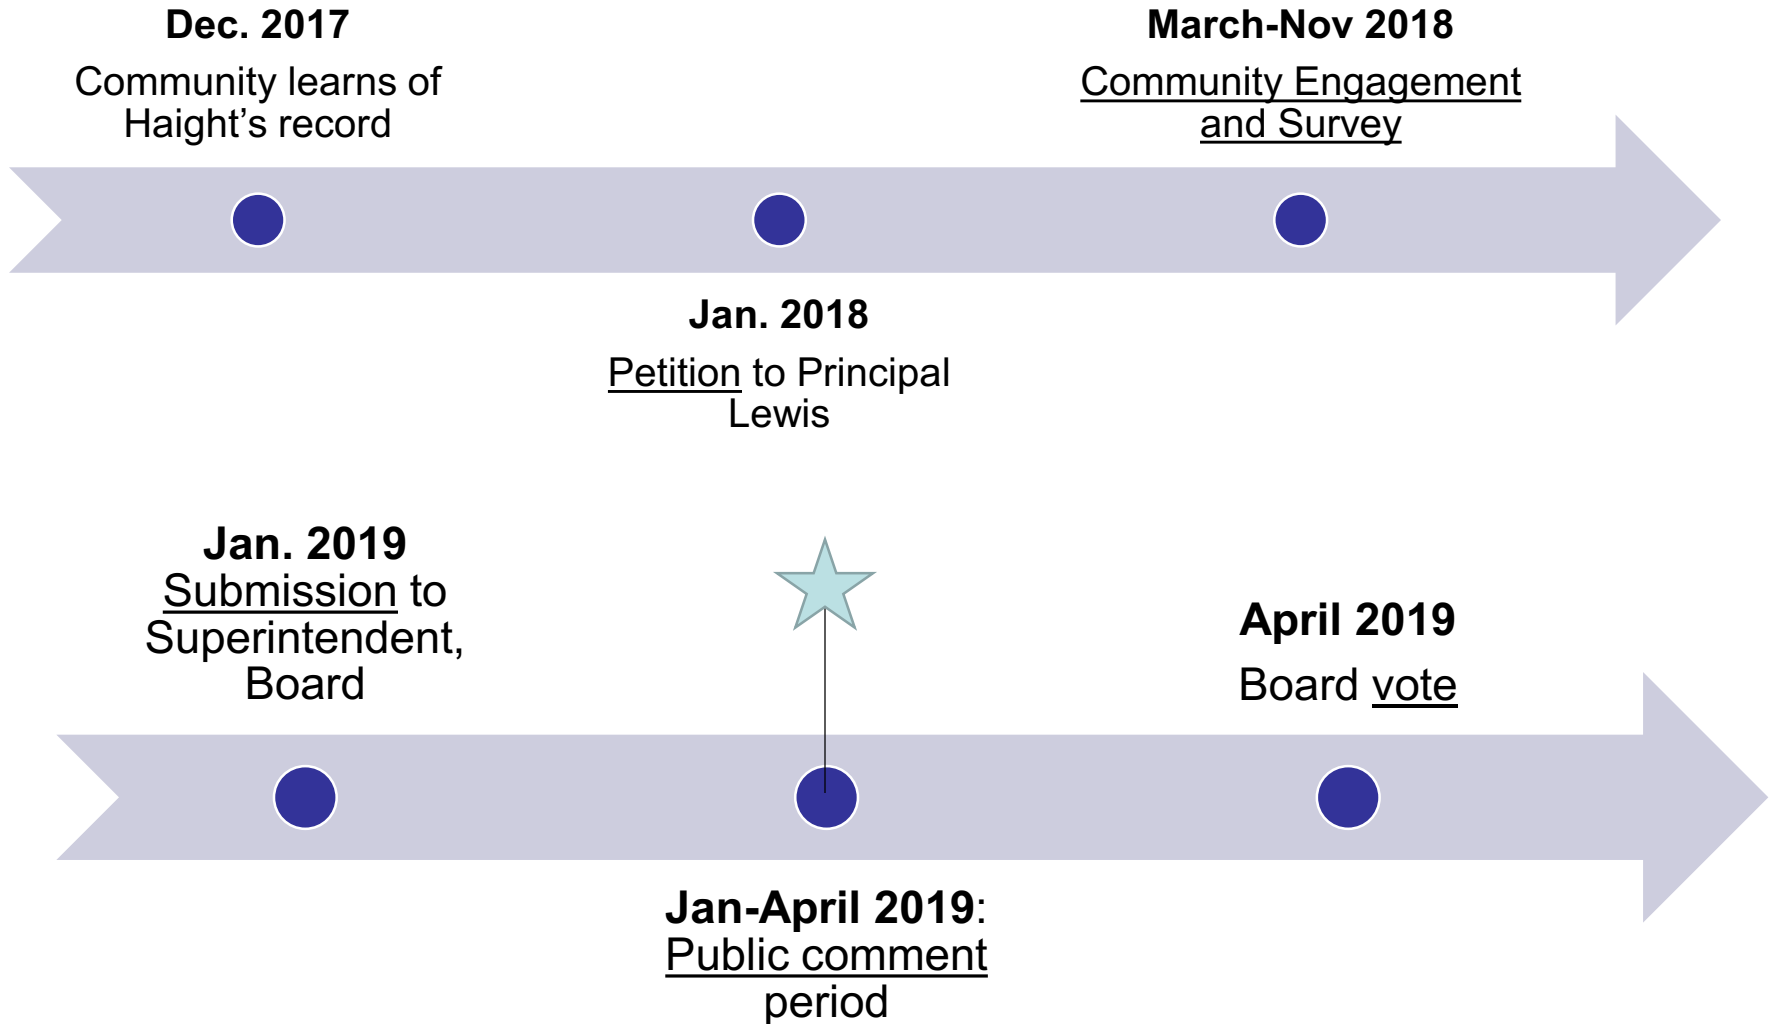 Dec. 2017
Community learns of
Haight's record
March-Nov 2018
Community Engagement
and Survey
Jan. 2018
Petition to Principal
Lewis
Jan. 2019
Submission to
Superintendent,
Board
April 2019
Board vote
Jan-April 2019:
Public comment
period